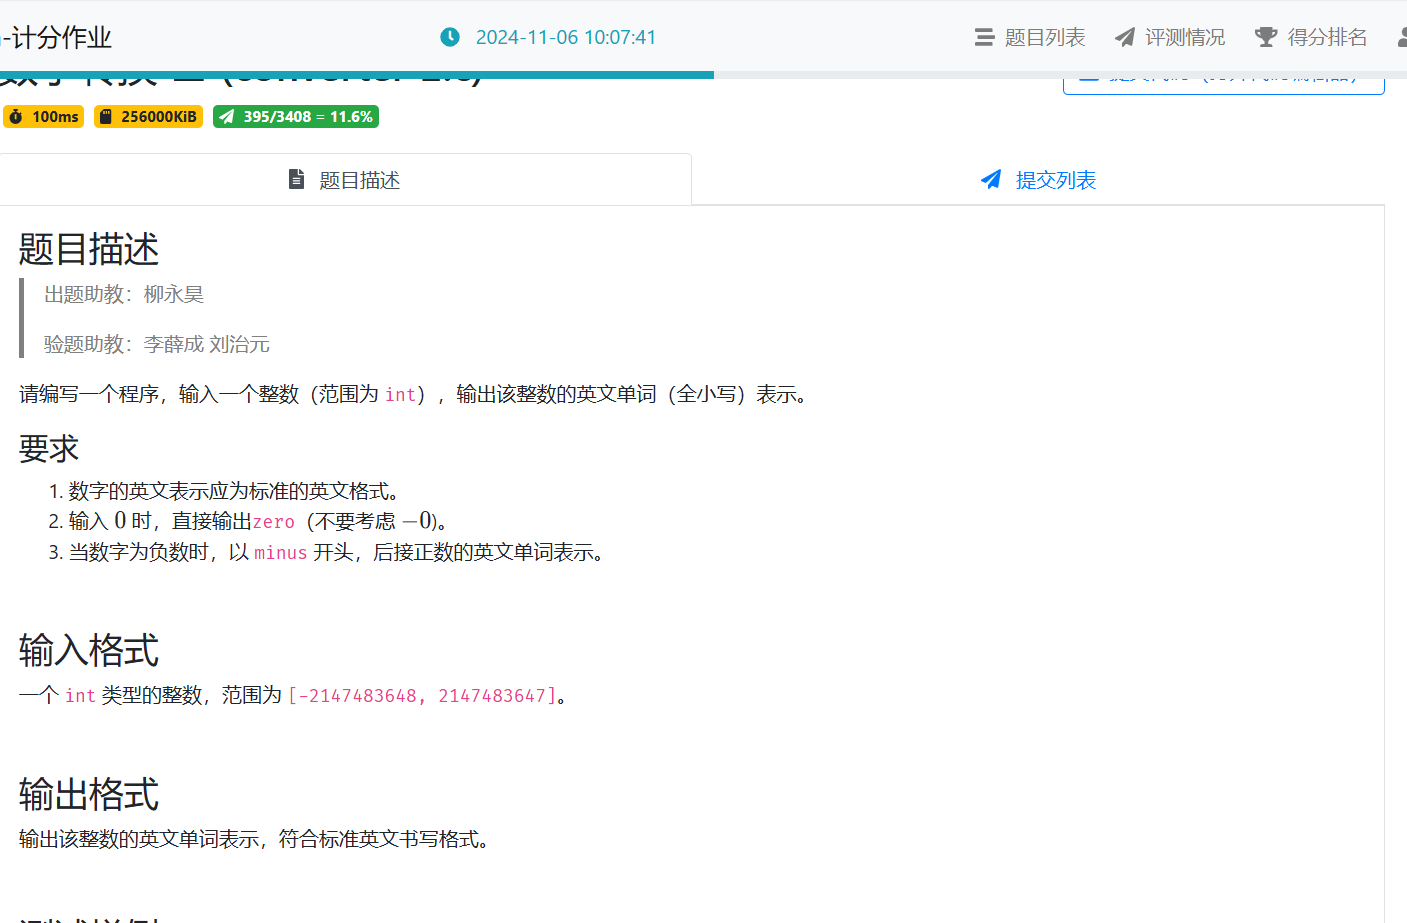 -计分作业
2024-11-06 10:07:41
题目列表
评测情况
得分排名
100ms
256000KiB
395/3408 = 11.6%
题目描述
提交列表
题目描述
出题助教：柳永昊
验题助教：李薛成 刘治元
请编写一个程序，输入一个整数（范围为 int），输出该整数的英文单词（全小写）表示。
要求
1. 数字的英文表示应为标准的英文格式。
2. 输入 0 时，直接输出zero（不要考虑 −0)。
3. 当数字为负数时，以 minus 开头，后接正数的英文单词表示。
输入格式
一个 int 类型的整数，范围为 [-2147483648, 2147483647]。
输出格式
输出该整数的英文单词表示，符合标准英文书写格式。